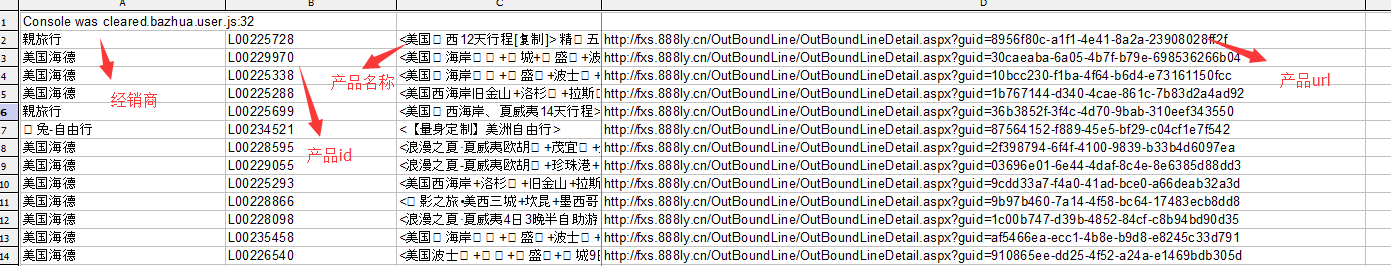 A B C D
1 Console was cleared.bazhua.user.js:32
2 親旅行 L00225728 <美国□西12天行程[复制]>精□五 http://fxs.888ly.cn/OutBoundLine/OutBoundLineDetail.aspx?guid=8956f80c-a1f1-4e41-8a2a-23908028ff2f
3 美国海德 L00229970 <美国□海岸□□+□城+□盛□+波 http://fxs.888ly.cn/OutBoundLine/OutBoundLineDetail.aspx?guid=30caeaba-6a05-4b7f-b79e-698536266b04
4 美国海德 L00225338 <美国□海岸□□+□盛□+波士□+ http://fxs.888ly.cn/OutBoundLine/OutBoundLineDetail.aspx?guid=10bcc230-f1ba-4f64-b6d4-e73161150fcc
5 美国海德 L00225288 <美国西海岸旧金山+洛杉□+拉斯 http://fxs.888ly.cn/OutBoundLine/OutBoundLineDetail.aspx?guid=1b767144-d340-4cae-861c-7b83d2a4ad92
6 親旅行 L00225699 <美国□西海岸、夏威夷14天行程> http://fxs.888ly.cn/OutBoundLine/OutBoundLineDetail.aspx?guid=36b3852f-3f4c-4d70-9bab-310eef343550
7 □兔-自由行 L00234521 <【量身定制】美洲自由行> http://fxs.888ly.cn/OutBoundLine/OutBoundLineDetail.aspx?guid=87564152-f889-45e5-bf29-c04cf1e7f542
8 美国海德 L00228595 <浪漫之夏·夏威夷欧胡□+茂宜□+ http://fxs.888ly.cn/OutBoundLine/OutBoundLineDetail.aspx?guid=2f398794-6f4f-4100-9839-b33b4d6097ea
9 美国海德 L00229055 <浪漫之夏·夏威夷欧胡□+珍珠港+ http://fxs.888ly.cn/OutBoundLine/OutBoundLineDetail.aspx?guid=03696e01-6e44-4daf-8c4e-8e6385d88dd3
10 美国海德 L00225293 <美国西海岸+洛杉□+旧金山+拉斯 http://fxs.888ly.cn/OutBoundLine/OutBoundLineDetail.aspx?guid=9cdd33a7-f4a0-41ad-bce0-a66deab32a3d
11 美国海德 L00228866 <□影之旅·美西三城+坎昆+墨西哥 http://fxs.888ly.cn/OutBoundLine/OutBoundLineDetail.aspx?guid=9b97b460-7a14-4f58-bc64-17483ecb8dd8
12 美国海德 L00228098 <浪漫之夏·夏威夷4日3晚半自助游 http://fxs.888ly.cn/OutBoundLine/OutBoundLineDetail.aspx?guid=1c00b747-d39b-4852-84cf-c8b94bd90d35
13 美国海德 L00235458 <美国□海岸□□+□盛□+波士□+ http://fxs.888ly.cn/OutBoundLine/OutBoundLineDetail.aspx?guid=af5466ea-ecc1-4b8e-b9d8-e8245c33d791
14 美国海德 L00226540 <美国波士□+□□+□盛□+□城9日 http://fxs.888ly.cn/OutBoundLine/OutBoundLineDetail.aspx?guid=910865ee-dd25-4f52-a24a-e1469bdb305d
经销商
产品id
产品名称
产品url